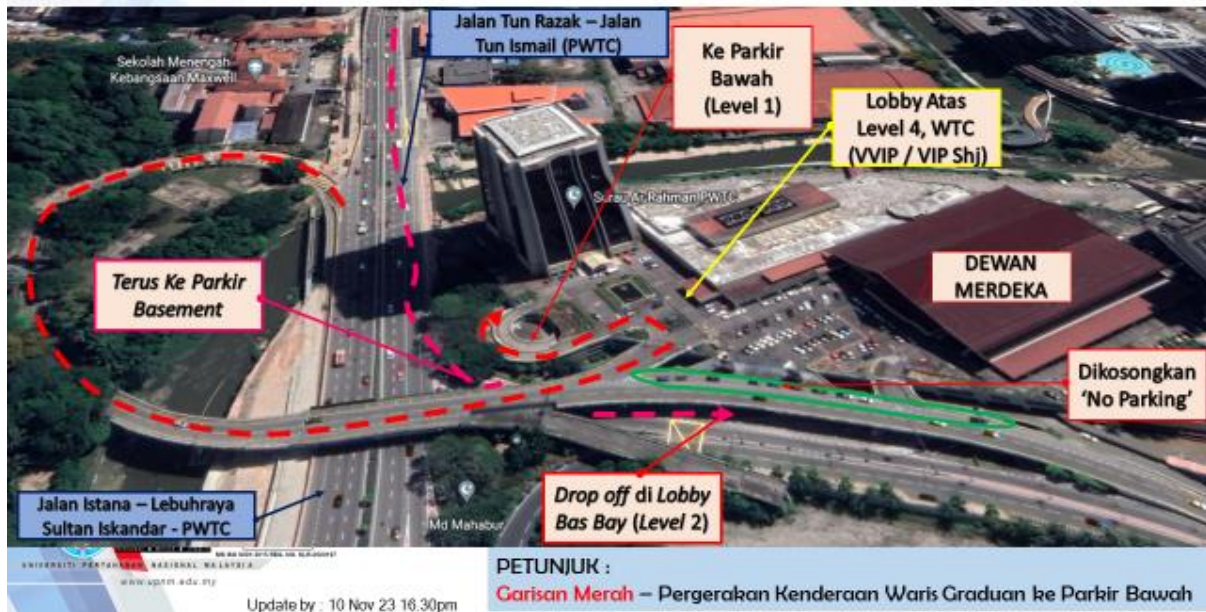 Jalan Tun Razak – Jalan
Tun Ismail (PWTC)
Sekolah Menengah
Kebangsaan Maxwell
Ke Parkir
Bawah
(Level 1)
Lobby Atas
Level 4, WTC
(VVIP / VIP Shj)
Surau Ar-Rahman PWTC
Terus Ke Parkir
Basement
DEWAN
MERDEKA
Dikosongkan
‘No Parking’
Drop off di Lobby
Bas Bay (Level 2)
Jalan Istana – Lebuhraya
Sultan Iskandar - PWTC
Md Mahabur
UNIVERSITI PERTAHANAN NASIONAL MALAYSIA
www.upnm.edu.my
Update by : 10 Nov 23 16.30pm
PETUNJUK :
Garisan Merah – Pergerakan Kenderaan Waris Graduan ke Parkir Bawah